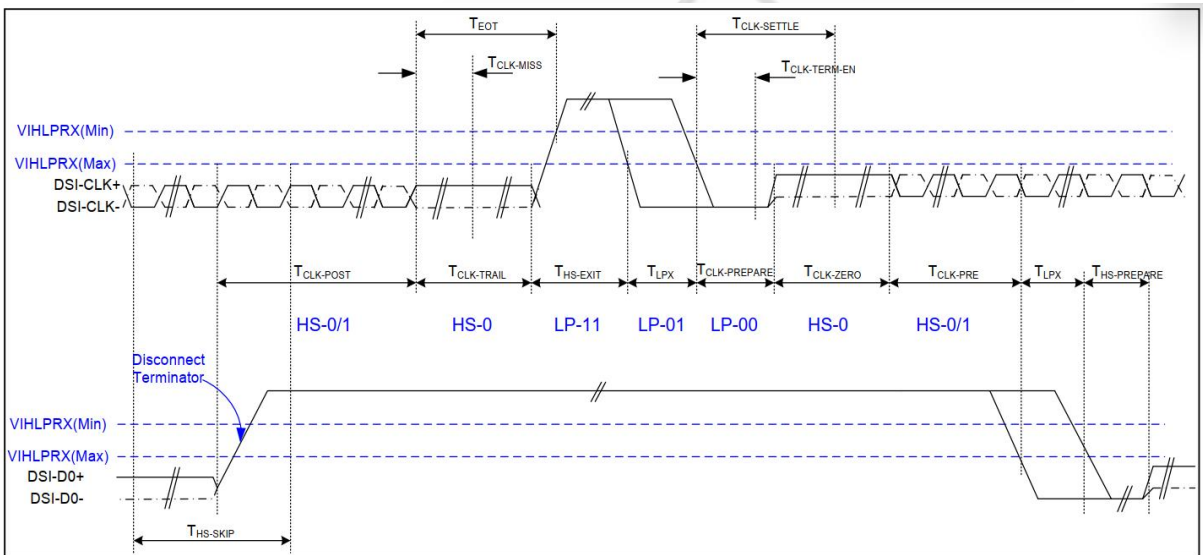 TEOT
TCLK-SETTLE
TCLK-MISS
TCLK-TERM-EN
VIHLPRX(Min)
VIHLPRX(Max)
DSI-CLK+
DSI-CLK-
TCLK-POST TCLK-TRAIL THS-EXIT TLPX TCLK-PREPARE TCLK-ZERO TCLK-PRE TLPX THS-PREPARE
HS-0/1 HS-0 LP-11 LP-01 LP-00 HS-0 HS-0/1
Disconnect
Terminator
VIHLPRX(Min)
VIHLPRX(Max)
DSI-D0+
DSI-D0-
THS-SKIP